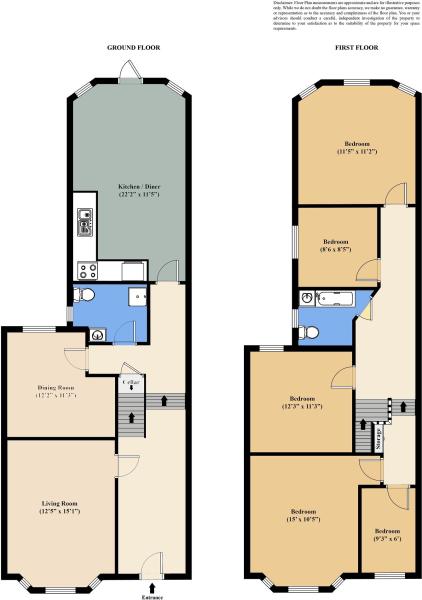 Disclaimer: Floor Plan measurements are approximate and are for illustrative purposes
only. While we do not doubt the floor plans accuracy, we make no guarantee, warranty
or representation as to the accuracy and completeness of the floor plan. You or your
advisors should conduct a careful, independent investigation of the property to
determine to your satisfaction as to the suitability of the property for your space
requirements.
GROUND FLOOR
FIRST FLOOR
Kitchen / Diner
(22'2" x 11'5")
Cellar
Dining Room
(12'2" x 11'3")
Living Room
(12'5" x 15'1")
Entrance
Bedroom
(11'5" x 11'2")
Bedroom
(8'6 x 8'5")
Bedroom
(12'3" x 11'3")
Storage
Bedroom
(15' x 10'5")
Bedroom
(9'3" x 6')